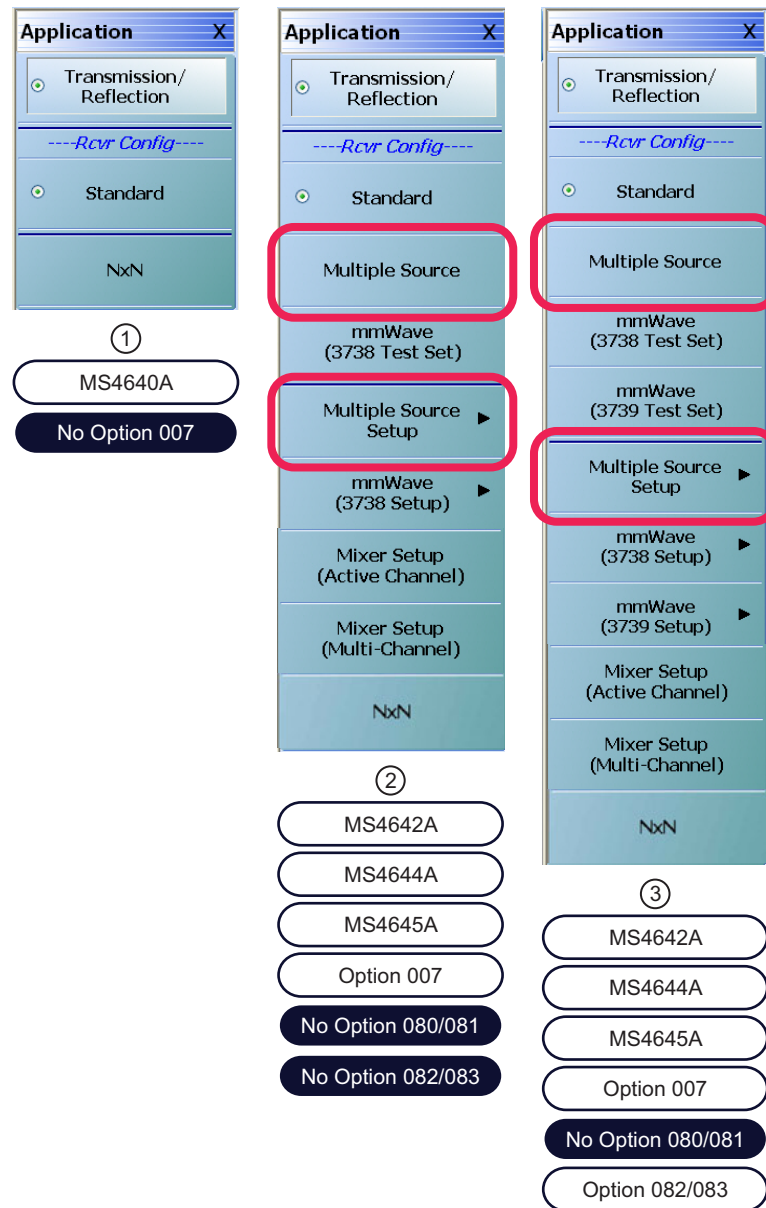 Application X
Transmission/
Reflection
----Rcvr Config----
Standard
NxN
①
MS4640A
No Option 007
Application X
Transmission/
Reflection
----Rcvr Config----
Standard
Multiple Source
mmWave
(3738 Test Set)
Multiple Source
Setup
mmWave
(3738 Setup)
Mixer Setup
(Active Channel)
Mixer Setup
(Multi-Channel)
NxN
②
MS4642A
MS4644A
MS4645A
Option 007
No Option 080/081
No Option 082/083
Application X
Transmission/
Reflection
----Rcvr Config----
Standard
Multiple Source
mmWave
(3738 Test Set)
mmWave
(3739 Test Set)
Multiple Source
Setup
mmWave
(3738 Setup)
mmWave
(3739 Setup)
Mixer Setup
(Active Channel)
Mixer Setup
(Multi-Channel)
NxN
③
MS4642A
MS4644A
MS4645A
Option 007
No Option 080/081
Option 082/083